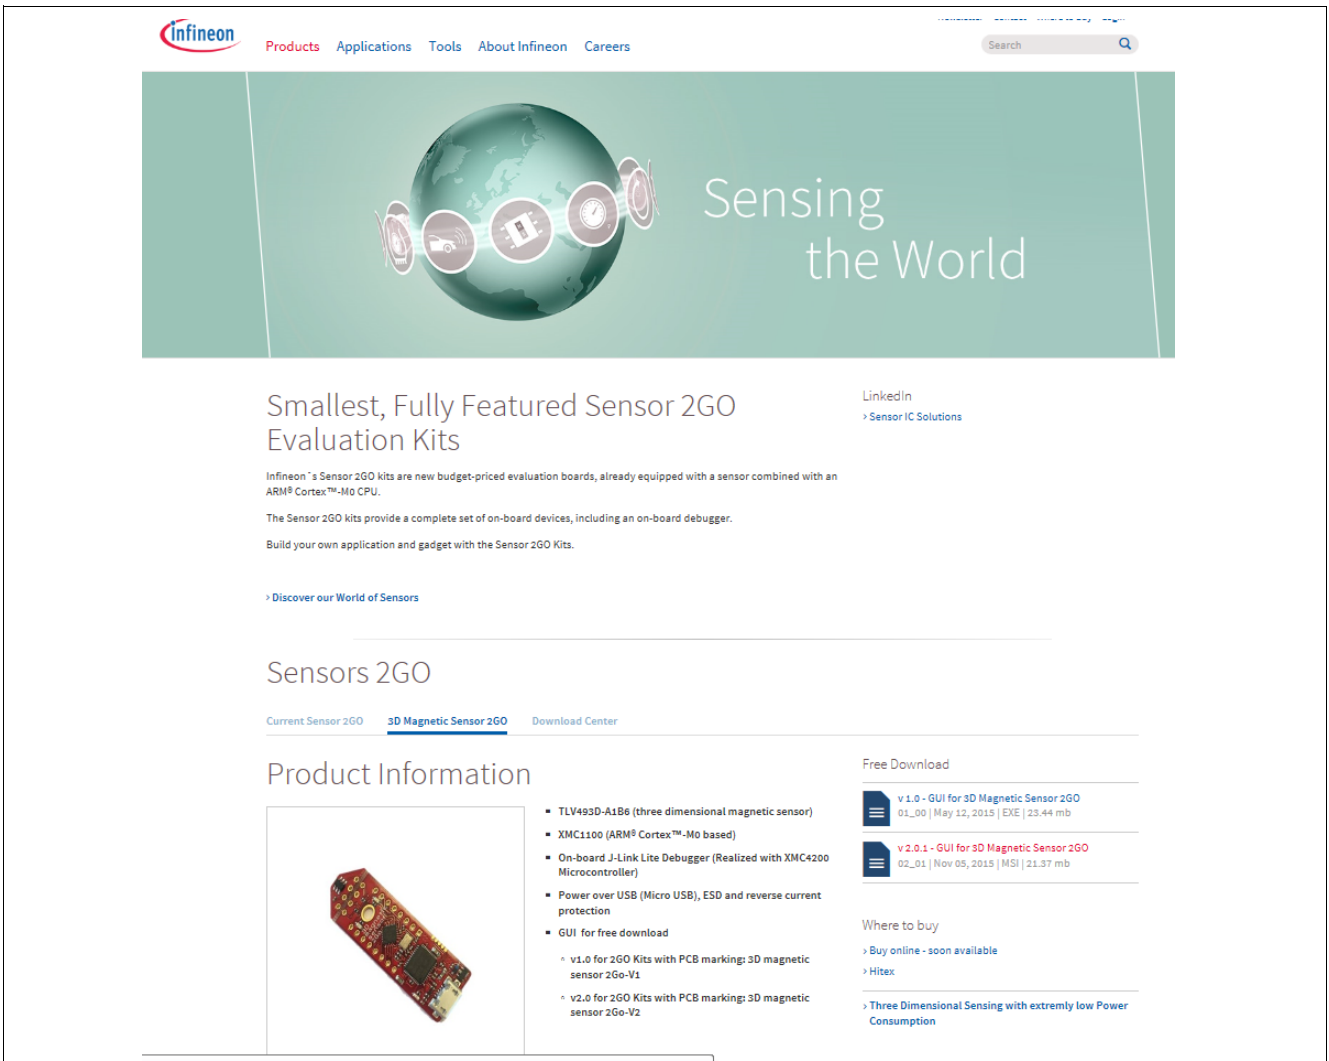 infineon
Newsletter Contact Where to Buy Login
Products Applications Tools About Infineon Careers
Search
Sensing
the World
Smallest, Fully Featured Sensor 2GO
Evaluation Kits
Infineon´s Sensor 2GO kits are new budget-priced evaluation boards, already equipped with a sensor combined with an
ARM® Cortex™-M0 CPU.
The Sensor 2GO kits provide a complete set of on-board devices, including an on-board debugger.
Build your own application and gadget with the Sensor 2GO Kits.
> Discover our World of Sensors
LinkedIn
> Sensor IC Solutions
Sensors 2GO
Current Sensor 2GO 3D Magnetic Sensor 2GO Download Center
Product Information
▪ TLV493D-A1B6 (three dimensional magnetic sensor)
▪ XMC1100 (ARM® Cortex™-M0 based)
▪ On-board J-Link Lite Debugger (Realized with XMC4200
Microcontroller)
▪ Power over USB (Micro USB), ESD and reverse current
protection
▪ GUI for free download
◦ v1.0 for 2GO Kits with PCB marking: 3D magnetic
sensor 2Go-V1
◦ v2.0 for 2GO Kits with PCB marking: 3D magnetic
sensor 2Go-V2
Free Download
v 1.0 - GUI for 3D Magnetic Sensor 2GO
01_00 | May 12, 2015 | EXE | 23.44 mb
v 2.0.1 - GUI for 3D Magnetic Sensor 2GO
02_01 | Nov 05, 2015 | MSI | 21.37 mb
Where to buy
> Buy online - soon available
> Hitex
> Three Dimensional Sensing with extremly low Power
Consumption